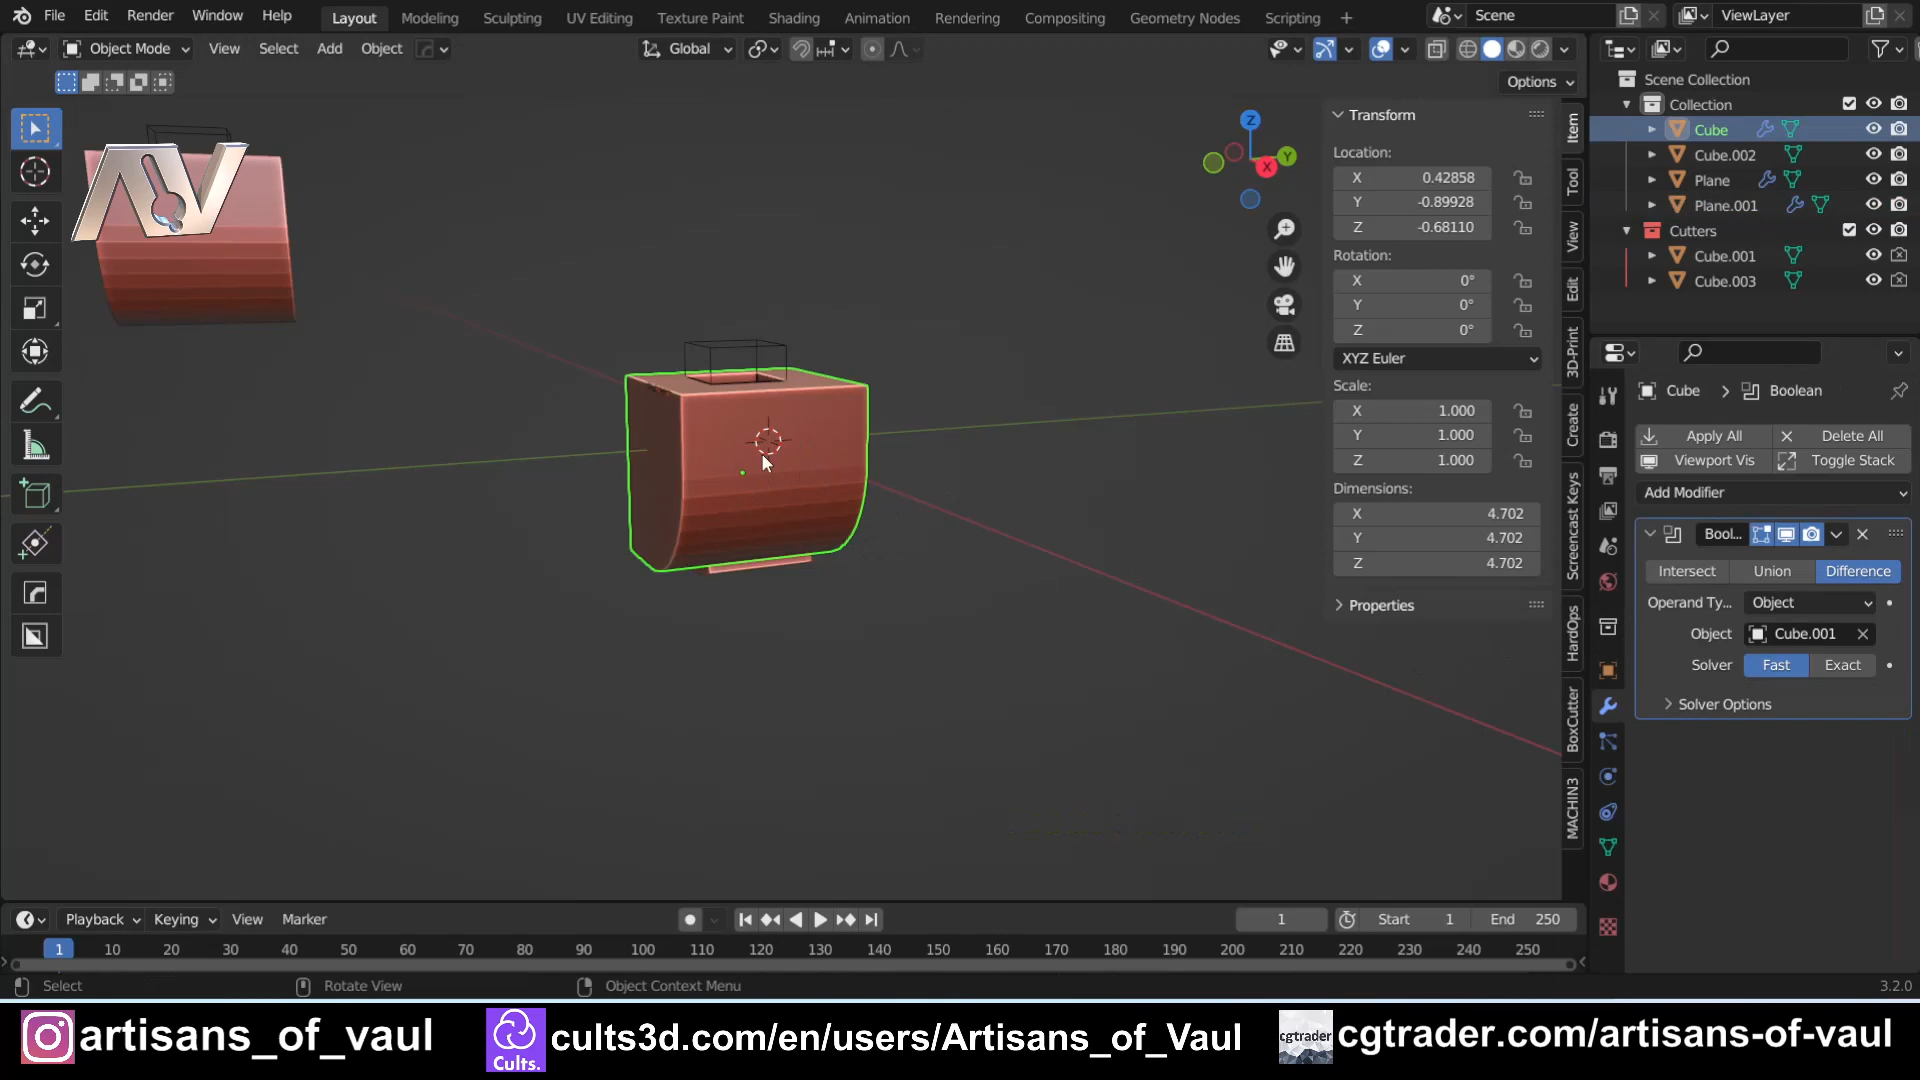 File Edit Render Window Help Layout Modeling Sculpting UV Editing Texture Paint Shading Animation Rendering Compositing Geometry Nodes Scripting + Scene ViewLayer
Object Mode View Select Add Object Global
Options
Transform
Location:
X 0.42858
Y -0.89928
Z -0.68110
Rotation:
X 0°
Y 0°
Z 0°
XYZ Euler
Scale:
X 1.000
Y 1.000
Z 1.000
Dimensions:
X 4.702
Y 4.702
Z 4.702
Properties
Z
Y
X
AV
Item
Tool
View
Edit
3D-Print
Create
Screencast Keys
HardOps
BoxCutter
MACHIN3
Scene Collection
Collection
Cube
Cube.002
Plane
Plane.001
Cutters
Cube.001
Cube.003
Cube > Boolean
Apply All Delete All
Viewport Vis Toggle Stack
Add Modifier
Bool...
Intersect Union Difference
Operand Ty... Object
Object Cube.001
Solver Fast Exact
Solver Options
Playback Keying View Marker 1 Start 1 End 250
1 10 20 30 40 50 60 70 80 90 100 110 120 130 140 150 160 170 180 190 200 210 220 230 240 250
Select Rotate View Object Context Menu 3.2.0
artisans_of_vaul
Cults.
cults3d.com/en/users/Artisans_of_Vaul
cgtrader
cgtrader.com/artisans-of-vaul